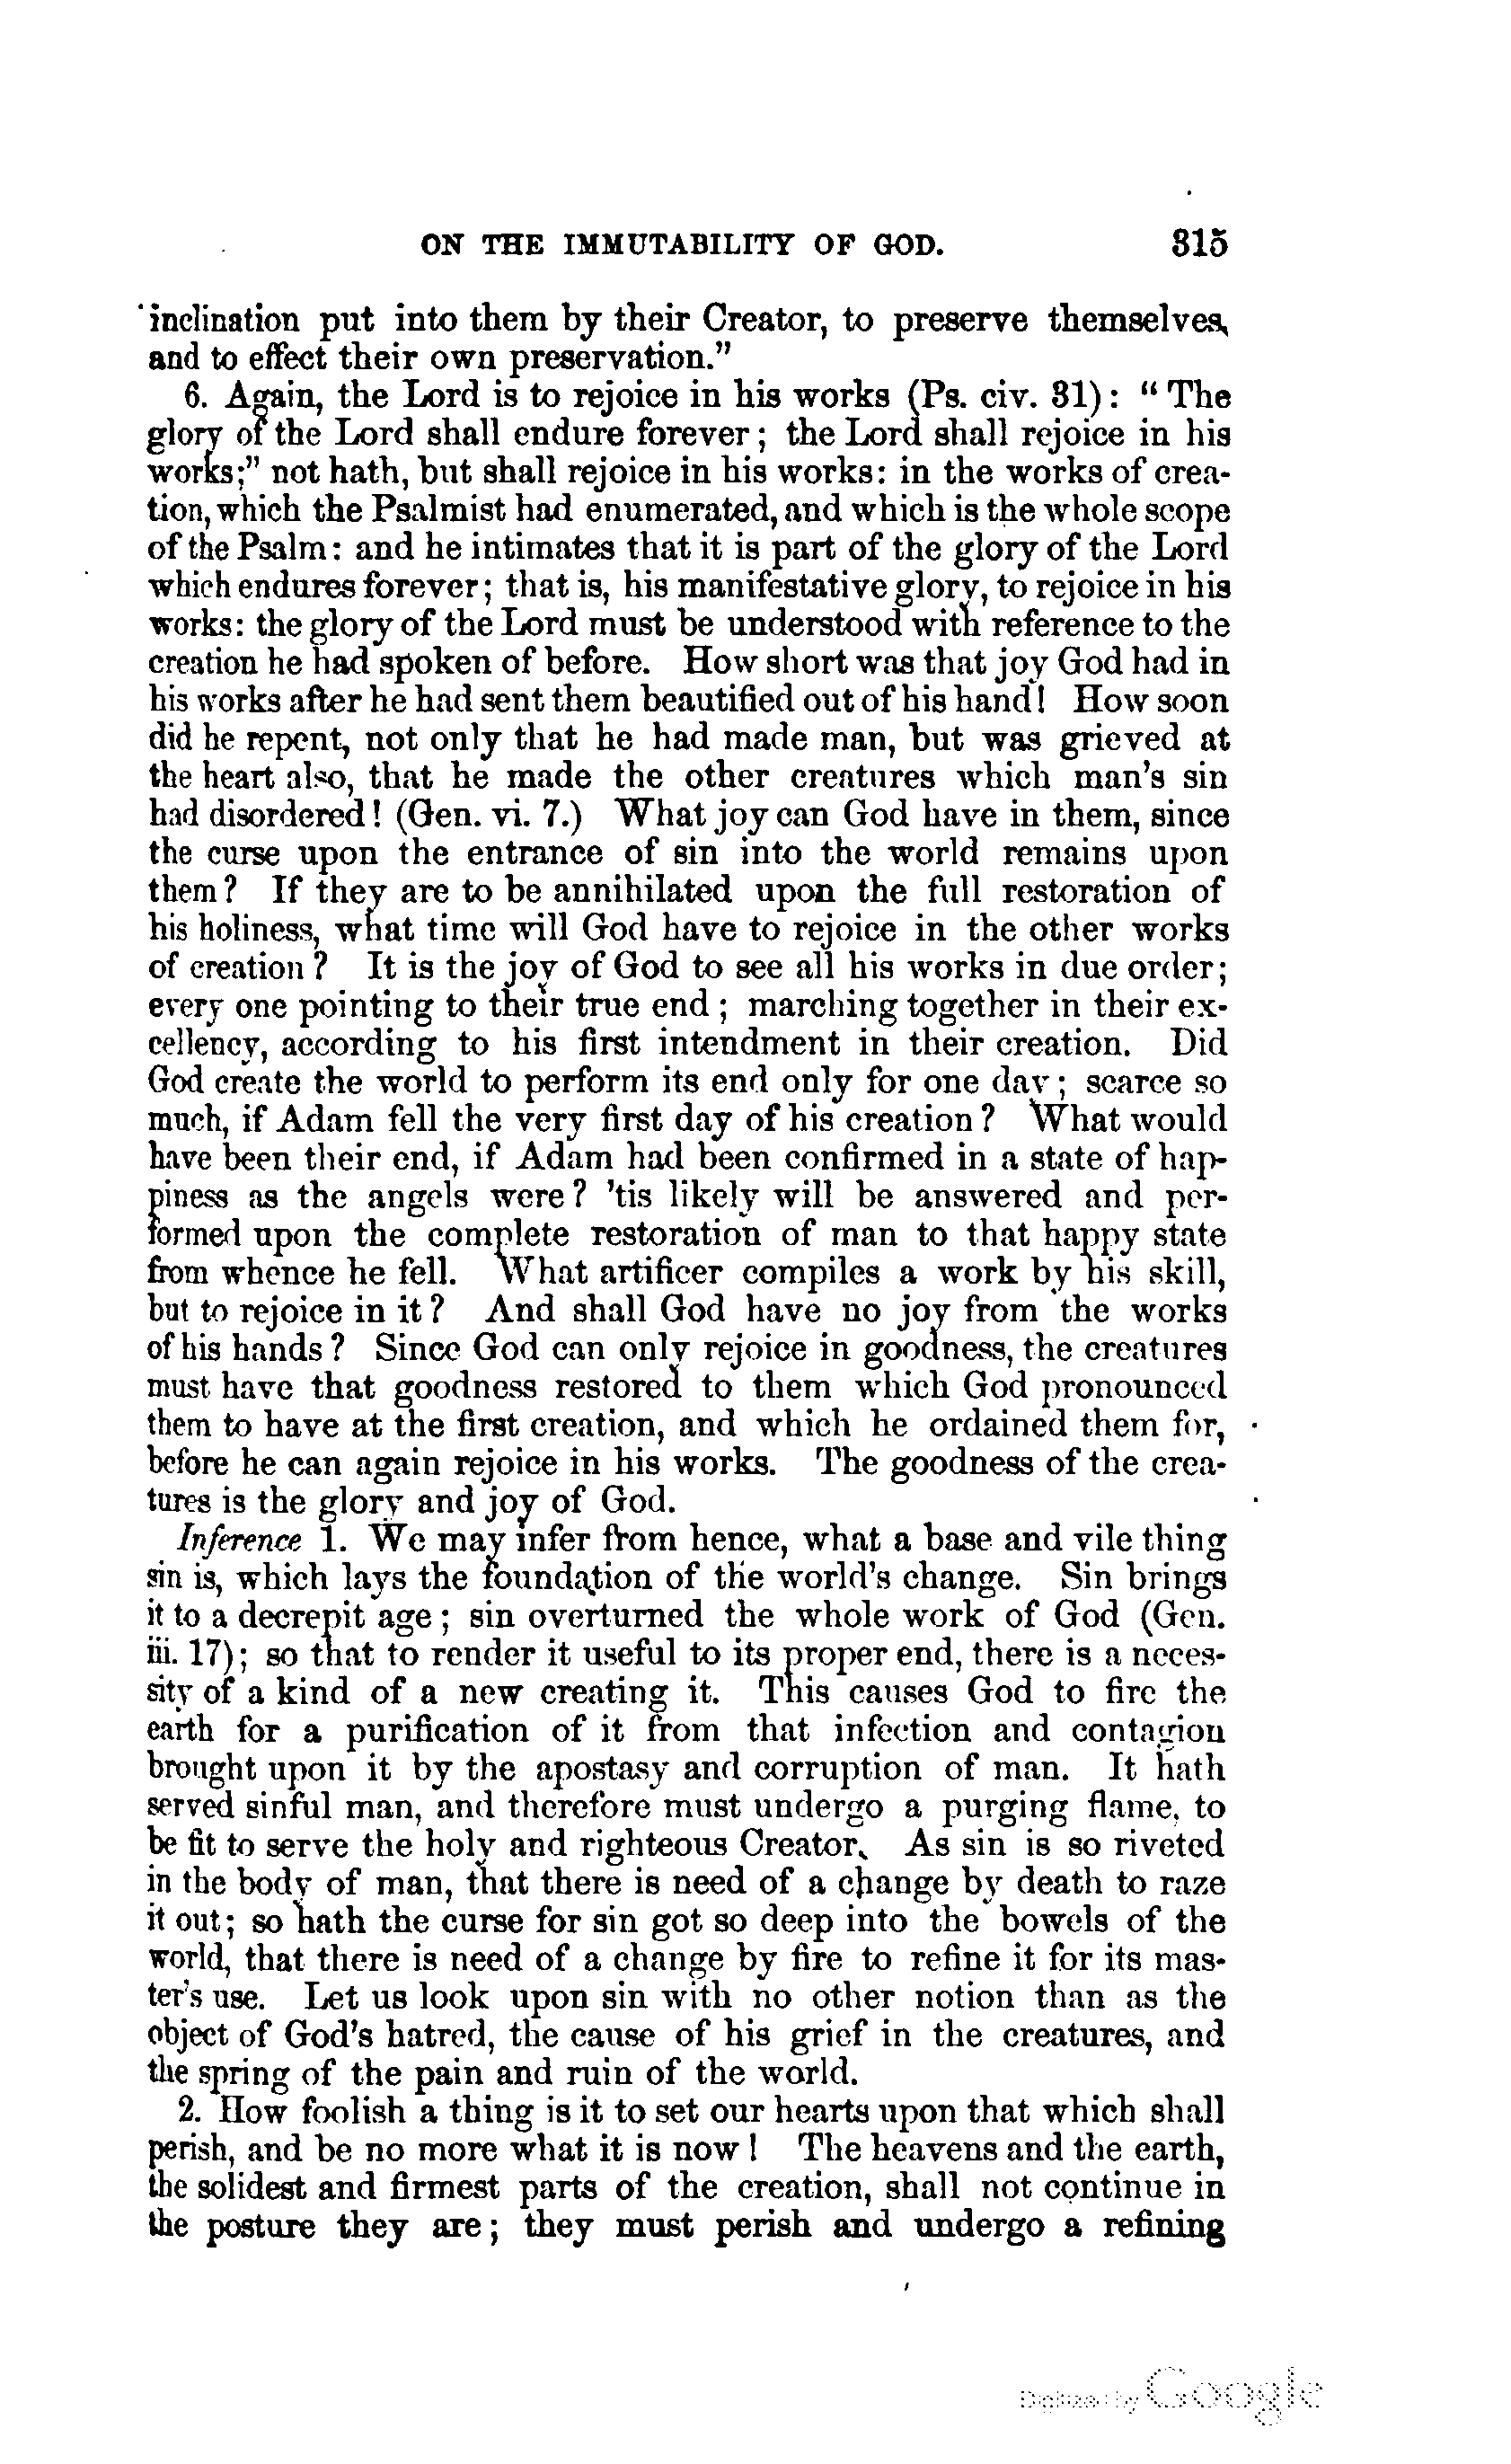 ON THE IMMUTABILITY OF GOD. 315
inclination put into them by their Creator, to preserve themselves,
and to effect their own preservation."
6. Again, the Lord is to rejoice in his works (Ps. civ. 31): "The
glory of the Lord shall endure forever; the Lord shall rejoice in his
works;" not hath, but shall rejoice in his works: in the works of crea-
tion, which the Psalmist had enumerated, and which is the whole scope
of the Psalm: and he intimates that it is part of the glory of the Lord
which endures forever; that is, his manifestative glory, to rejoice in his
works: the glory of the Lord must be understood with reference to the
creation he had spoken of before. How short was that joy God had in
his works after he had sent them beautified out of his hand! How soon
did he repent, not only that he had made man, but was grieved at
the heart also, that he made the other creatures which man's sin
had disordered! (Gen. vi. 7.) What joy can God have in them, since
the curse upon the entrance of sin into the world remains upon
them? If they are to be annihilated upon the full restoration of
his holiness, what time will God have to rejoice in the other works
of creation? It is the joy of God to see all his works in due order;
every one pointing to their true end; marching together in their ex-
cellency, according to his first intendment in their creation. Did
God create the world to perform its end only for one day; scarce so
much, if Adam fell the very first day of his creation? What would
have been their end, if Adam had been confirmed in a state of hap-
piness as the angels were? 'tis likely will be answered and per-
formed upon the complete restoration of man to that happy state
from whence he fell. What artificer compiles a work by his skill,
but to rejoice in it? And shall God have no joy from the works
of his hands? Since God can only rejoice in goodness, the creatures
must have that goodness restored to them which God pronounced
them to have at the first creation, and which he ordained them for,
before he can again rejoice in his works. The goodness of the crea-
tures is the glory and joy of God.
Inference 1. We may infer from hence, what a base and vile thing
sin is, which lays the foundation of the world's change. Sin brings
it to a decrepit age; sin overturned the whole work of God (Gen.
iii. 17); so that to render it useful to its proper end, there is a neces-
sity of a kind of a new creating it. This causes God to fire the
earth for a purification of it from that infection and contagion
brought upon it by the apostasy and corruption of man. It hath
served sinful man, and therefore must undergo a purging flame, to
be fit to serve the holy and righteous Creator. As sin is so riveted
in the body of man, that there is need of a change by death to raze
it out; so hath the curse for sin got so deep into the bowels of the
world, that there is need of a change by fire to refine it for its mas-
ter's use. Let us look upon sin with no other notion than as the
object of God's hatred, the cause of his grief in the creatures, and
the spring of the pain and ruin of the world.
2. How foolish a thing is it to set our hearts upon that which shall
perish, and be no more what it is now! The heavens and the earth,
the solidest and firmest parts of the creation, shall not continue in
the posture they are; they must perish and undergo a refining
Digitized by Google